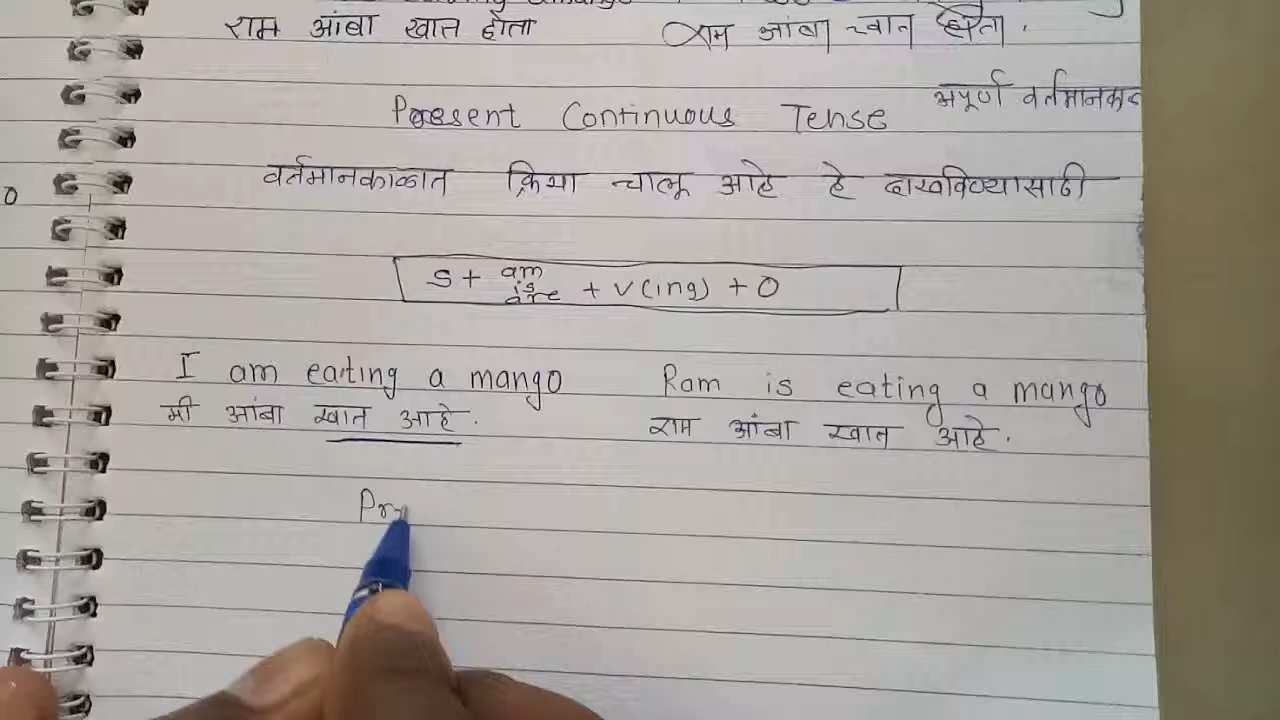 राम आंबा खात होता राम आंबा खात होता.
Present Continuous Tense अपूर्ण वर्तमानकाळ
वर्तमानकाळात क्रिया चालू आहे हे दाखविण्यासाठी
S + am is are + V(ing) + O
I am eating a mango Ram is eating a mango
मी आंबा खात आहे. राम आंबा खात आहे.
Pr